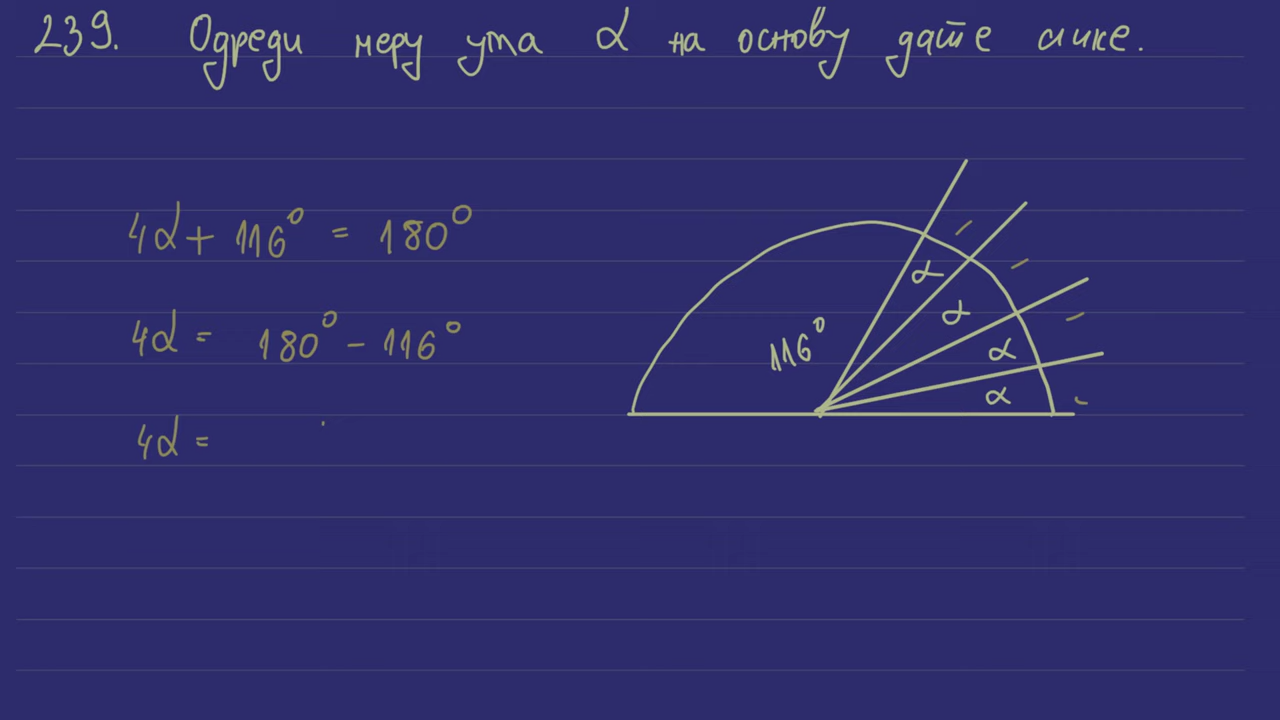 239. Одреди меру угла α на основу дате слике.
4α + 116° = 180°
4α = 180° - 116°
4α =
116°
α
α
α
α